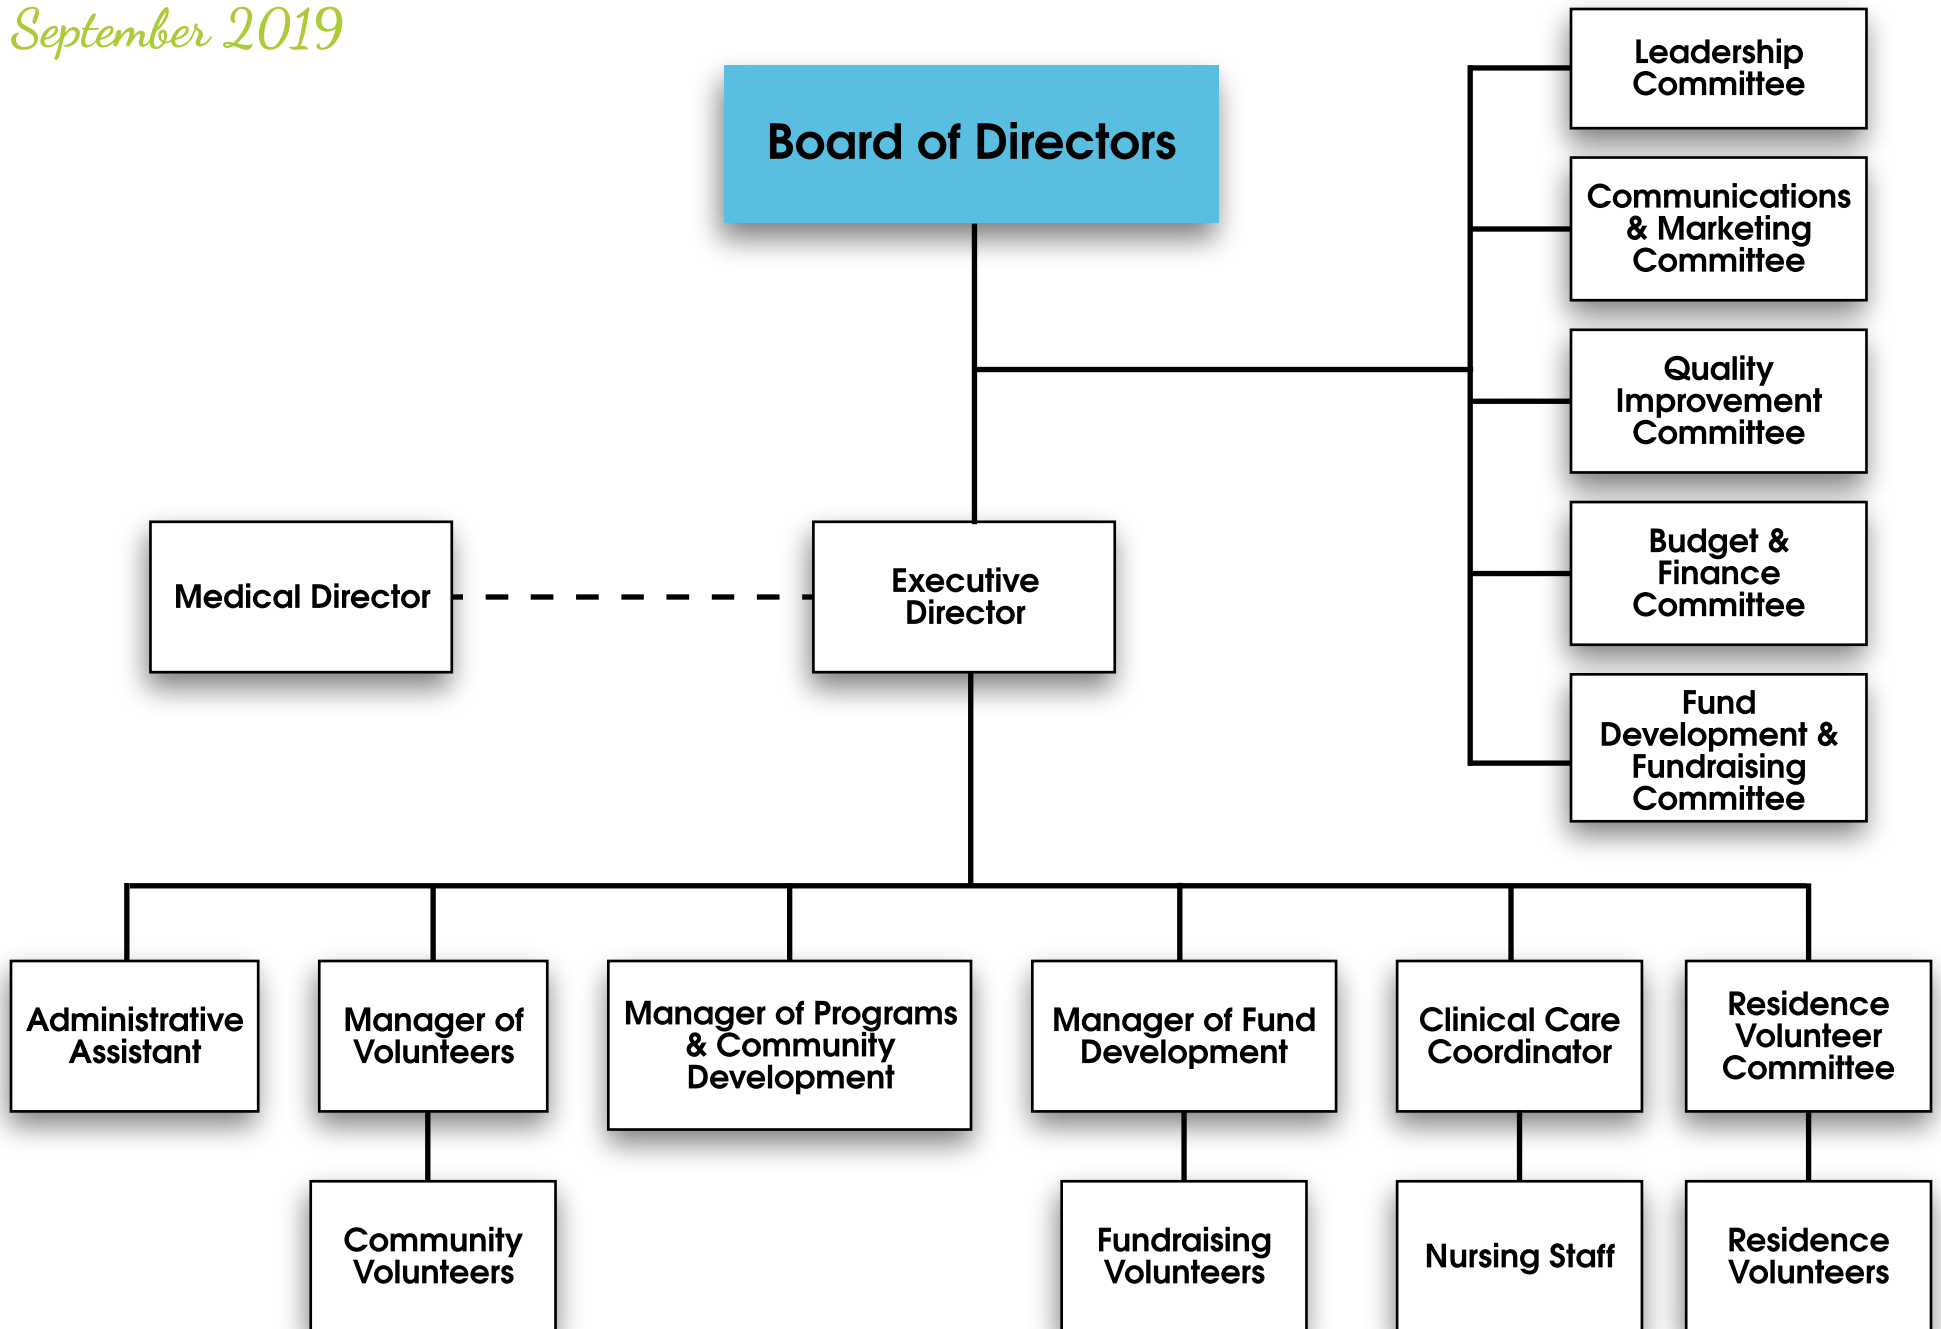 September 2019
Board of Directors
Leadership
Committee
Communications
& Marketing
Committee
Quality
Improvement
Committee
Budget &
Finance
Committee
Fund
Development &
Fundraising
Committee
Medical Director
Executive
Director
Administrative
Assistant
Manager of
Volunteers
Manager of Programs
& Community
Development
Manager of Fund
Development
Clinical Care
Coordinator
Residence
Volunteer
Committee
Community
Volunteers
Fundraising
Volunteers
Nursing Staff
Residence
Volunteers